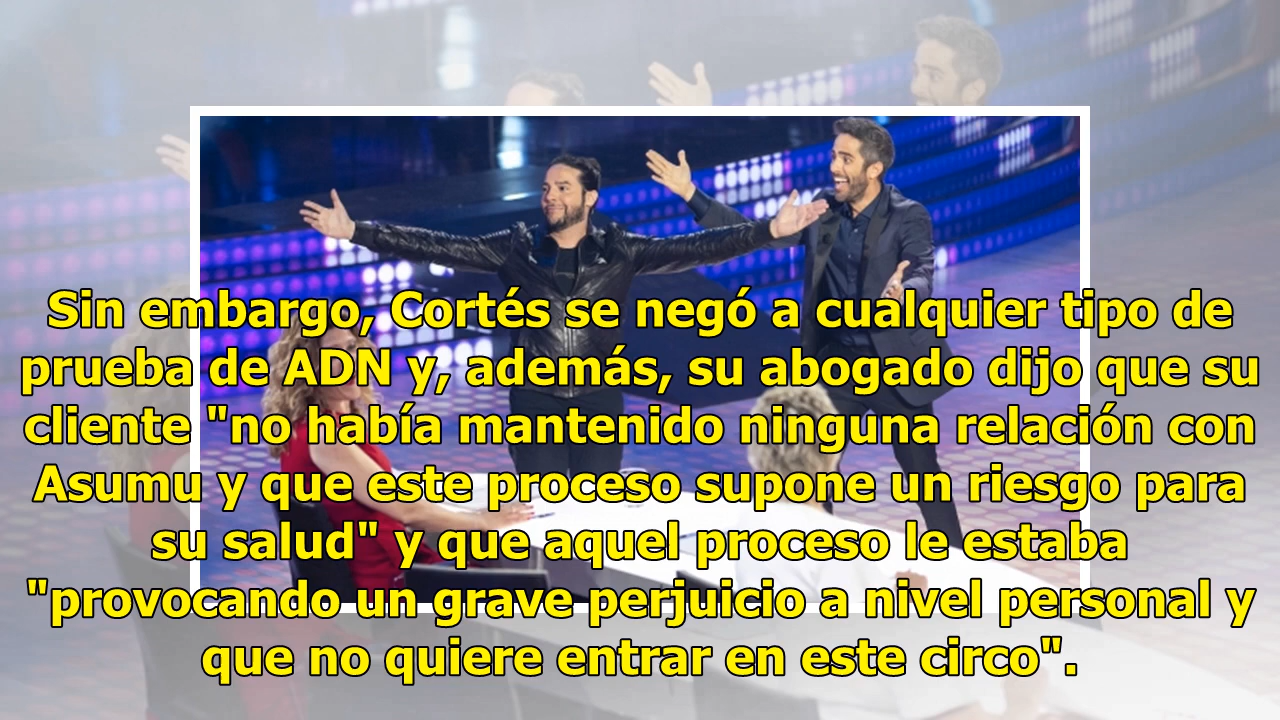 Sin embargo, Cortés se negó a cualquier tipo de
prueba de ADN y, además, su abogado dijo que su
cliente "no había mantenido ninguna relación con
Asumu y que este proceso supone un riesgo para
su salud" y que aquel proceso le estaba
"provocando un grave perjuicio a nivel personal y
que no quiere entrar en este circo".